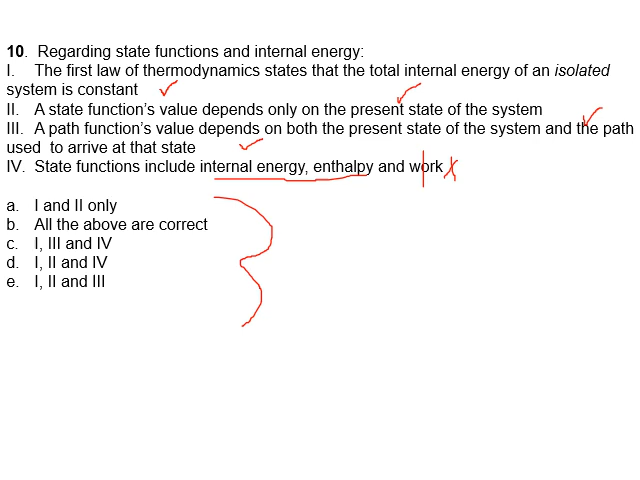 10. Regarding state functions and internal energy:
I. The first law of thermodynamics states that the total internal energy of an isolated
system is constant
II. A state function's value depends only on the present state of the system
III. A path function's value depends on both the present state of the system and the path
used to arrive at that state
IV. State functions include internal energy, enthalpy and work
a. I and II only
b. All the above are correct
c. I, III and IV
d. I, II and IV
e. I, II and III